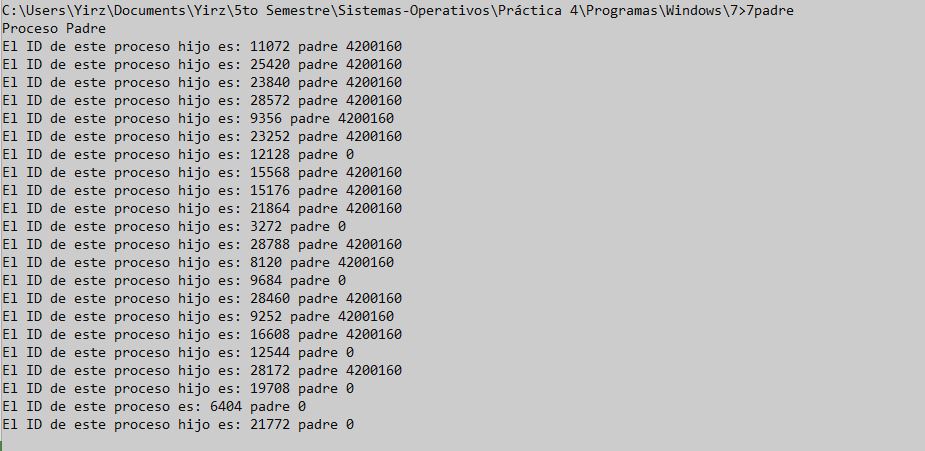 C:\Users\Yirz\Documents\Yirz\5to Semestre\Sistemas-Operativos\Práctica 4\Programas\Windows\7>7padre
Proceso Padre
El ID de este proceso hijo es: 11072 padre 4200160
El ID de este proceso hijo es: 25420 padre 4200160
El ID de este proceso hijo es: 23840 padre 4200160
El ID de este proceso hijo es: 28572 padre 4200160
El ID de este proceso hijo es: 9356 padre 4200160
El ID de este proceso hijo es: 23252 padre 4200160
El ID de este proceso hijo es: 12128 padre 0
El ID de este proceso hijo es: 15568 padre 4200160
El ID de este proceso hijo es: 15176 padre 4200160
El ID de este proceso hijo es: 21864 padre 4200160
El ID de este proceso hijo es: 3272 padre 0
El ID de este proceso hijo es: 28788 padre 4200160
El ID de este proceso hijo es: 8120 padre 4200160
El ID de este proceso hijo es: 9684 padre 0
El ID de este proceso hijo es: 28460 padre 4200160
El ID de este proceso hijo es: 9252 padre 4200160
El ID de este proceso hijo es: 16608 padre 4200160
El ID de este proceso hijo es: 12544 padre 0
El ID de este proceso hijo es: 28172 padre 4200160
El ID de este proceso hijo es: 19708 padre 0
El ID de este proceso es: 6404 padre 0
El ID de este proceso hijo es: 21772 padre 0